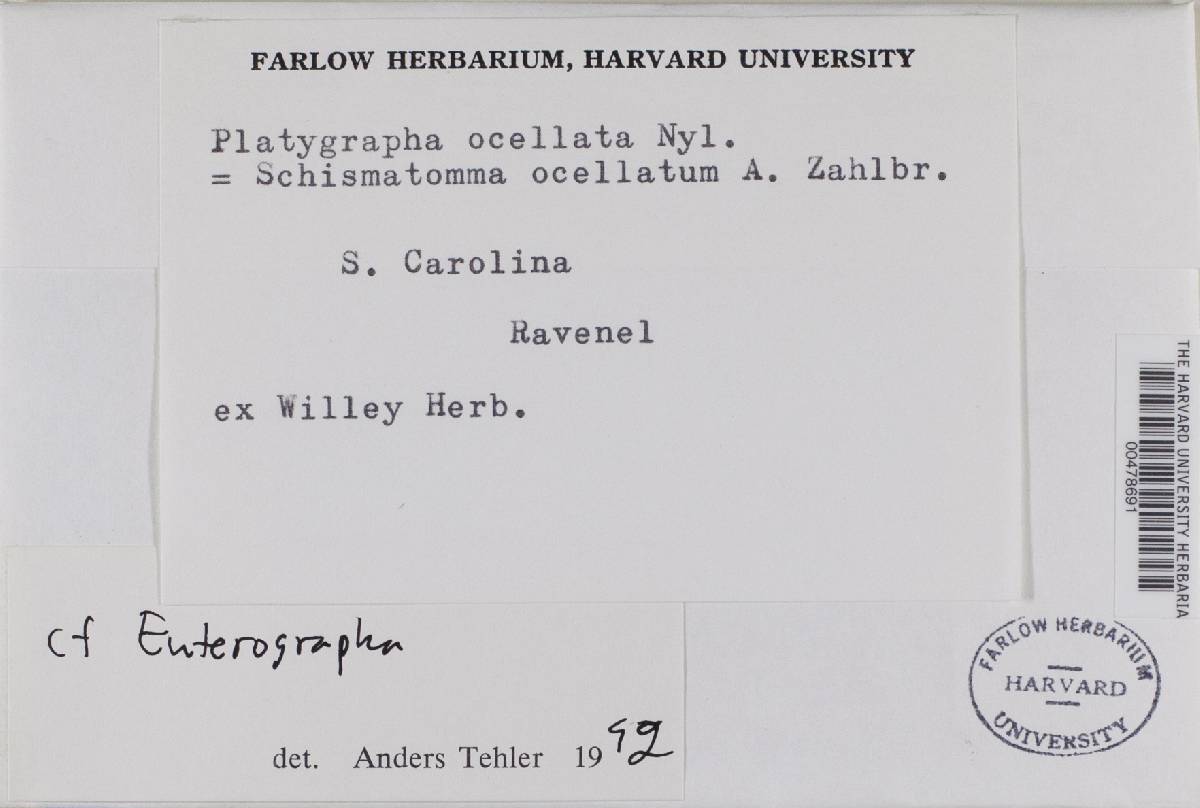 FARLOW HERBARIUM, HARVARD UNIVERSITY
Platygrapha ocellata Nyl.
= Schismatomma ocellatum A. Zahlbr.
S. Carolina
Ravenel
ex Willey Herb.
THE HARVARD UNIVERSITY HERBARIA
00478691
cf Enterographa
det. Anders Tehler 1992
FARLOW HERBARIUM
HARVARD
UNIVERSITY